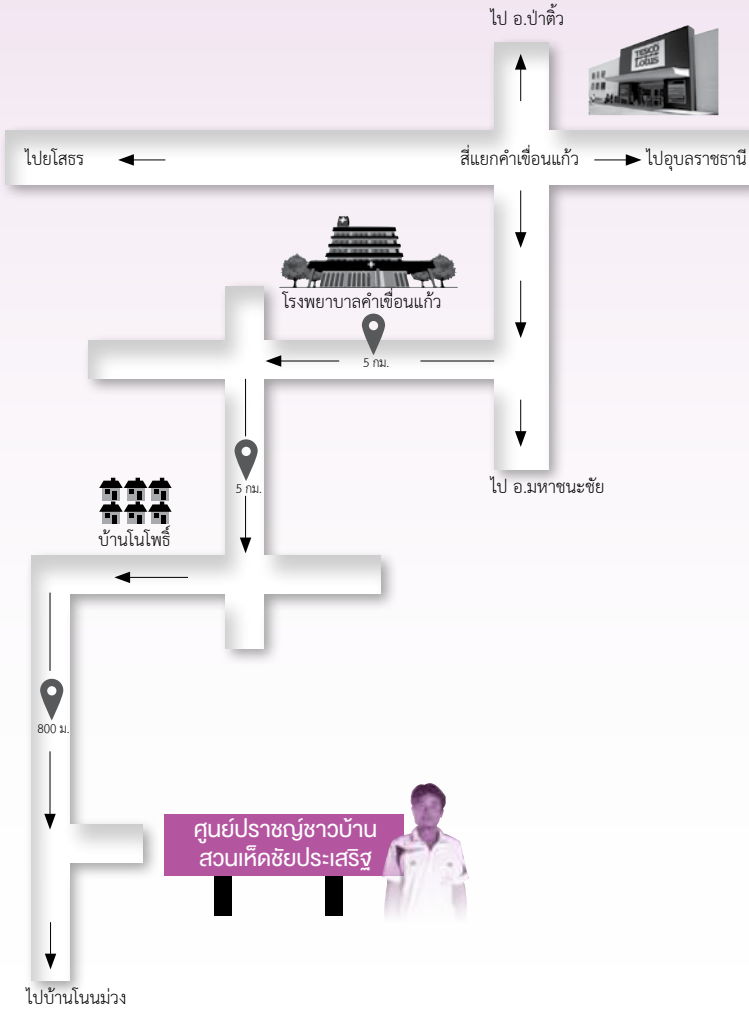 ไป อ.ป่าติ้ว
TESCO
Lotus
ไปยโสธร
สี่แยกคำเขื่อนแก้ว
ไปอุบลราชธานี
โรงพยาบาลคำเขื่อนแก้ว
5 กม.
5 กม.
ไป อ.มหาชนะชัย
บ้านโนโพธิ์
800 ม.
ศูนย์ปราชญ์ชาวบ้าน
สวนเห็ดชัยประเสริฐ
ไปบ้านโนนม่วง